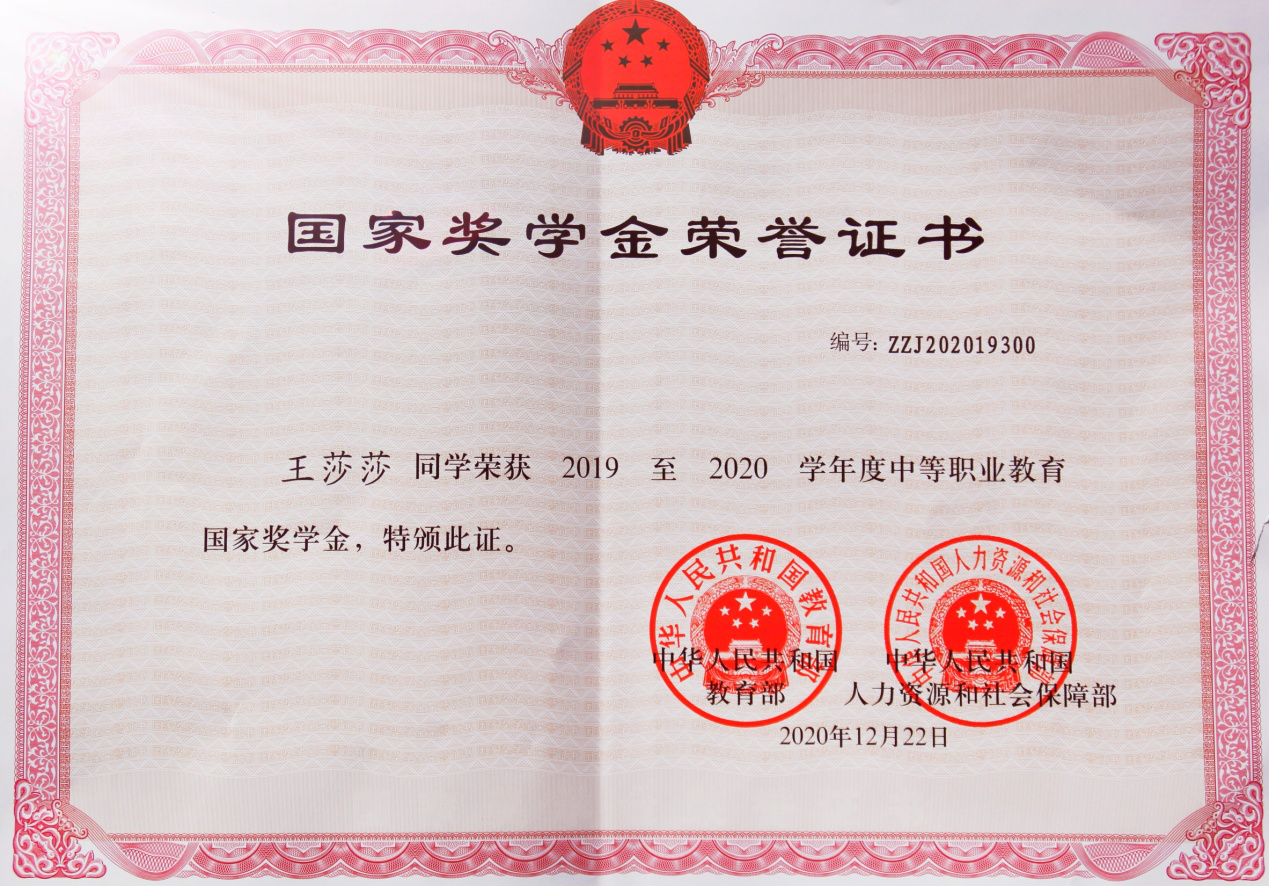 国家奖学金荣誉证书
编号：ZZJ202019300
王莎莎 同学荣获 2019 至 2020 学年度中等职业教育
国家奖学金，特颁此证。
中华人民共和国教育部
中华人民共和国人力资源和社会保障部
中华人民共和国 中华人民共和国
教育部 人力资源和社会保障部
2020年12月22日